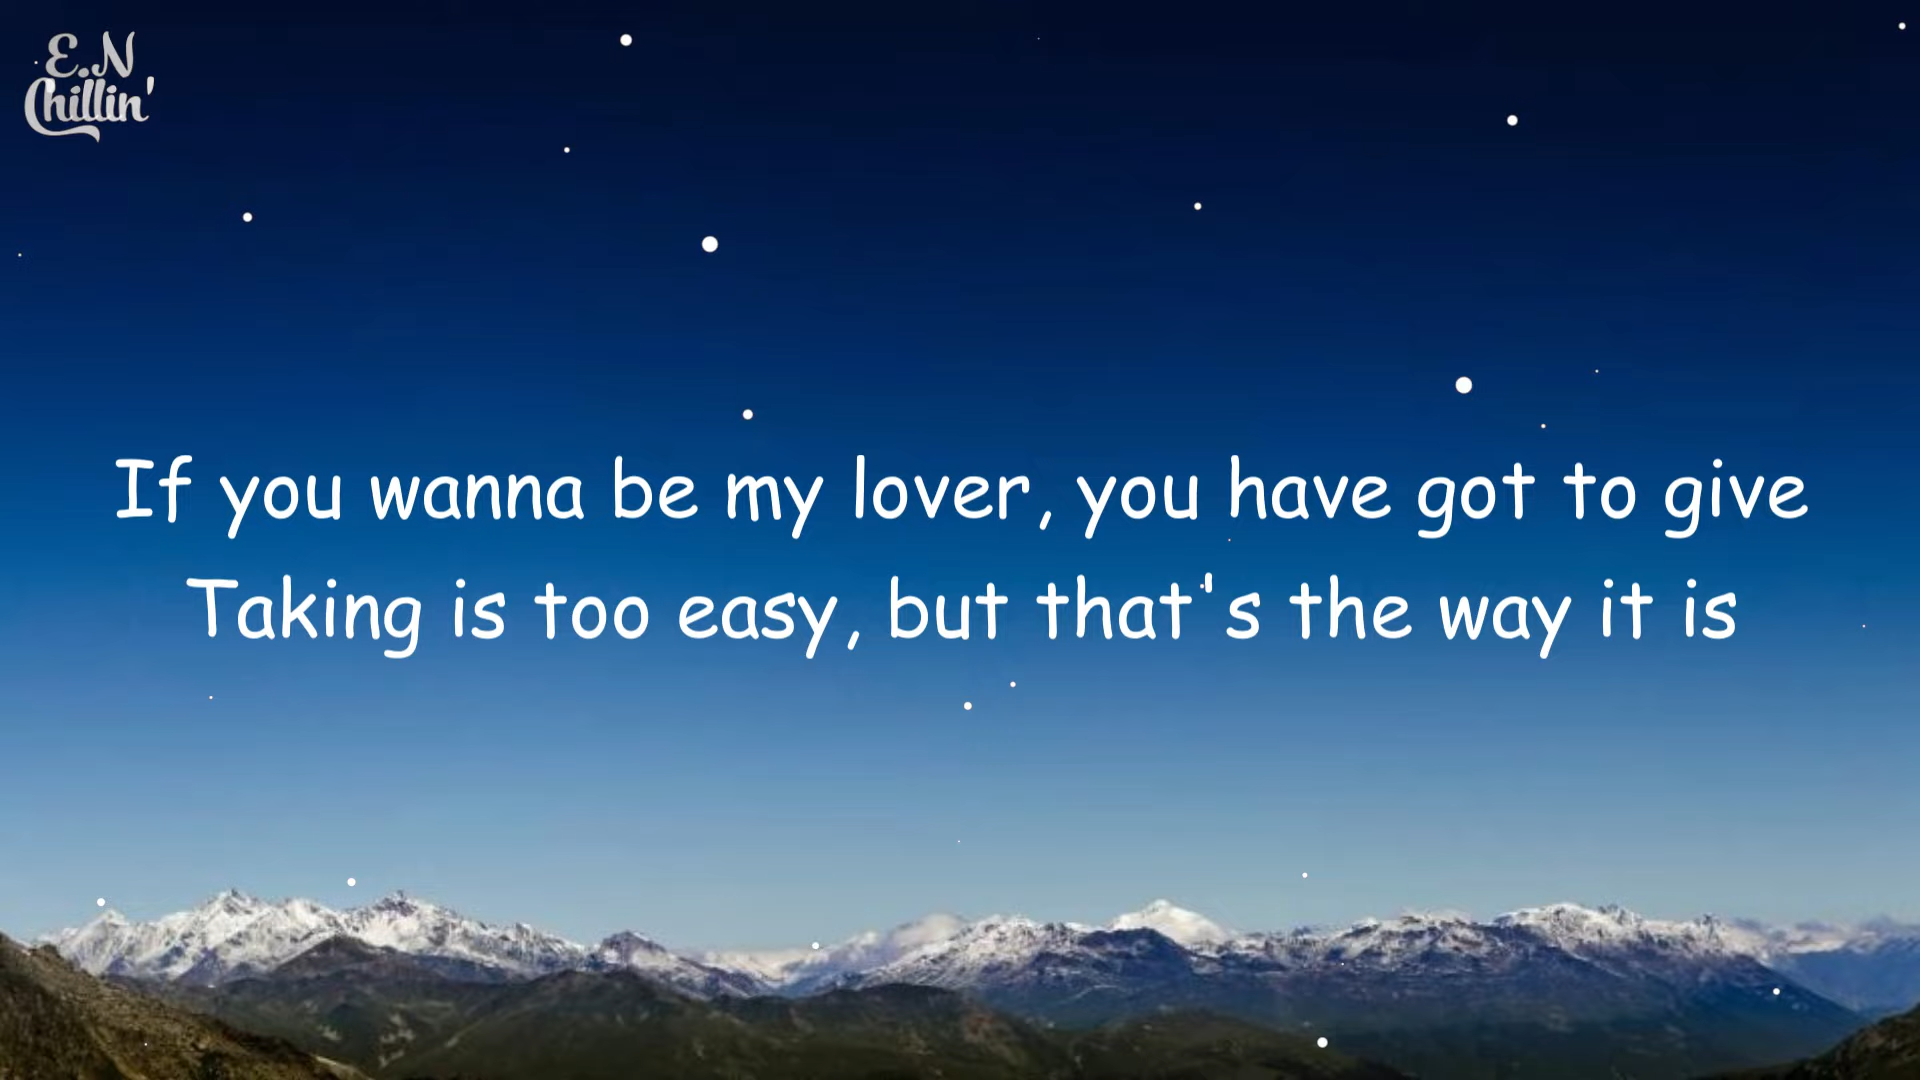 E.N
Chillin'
If you wanna be my lover, you have got to give
Taking is too easy, but that's the way it is